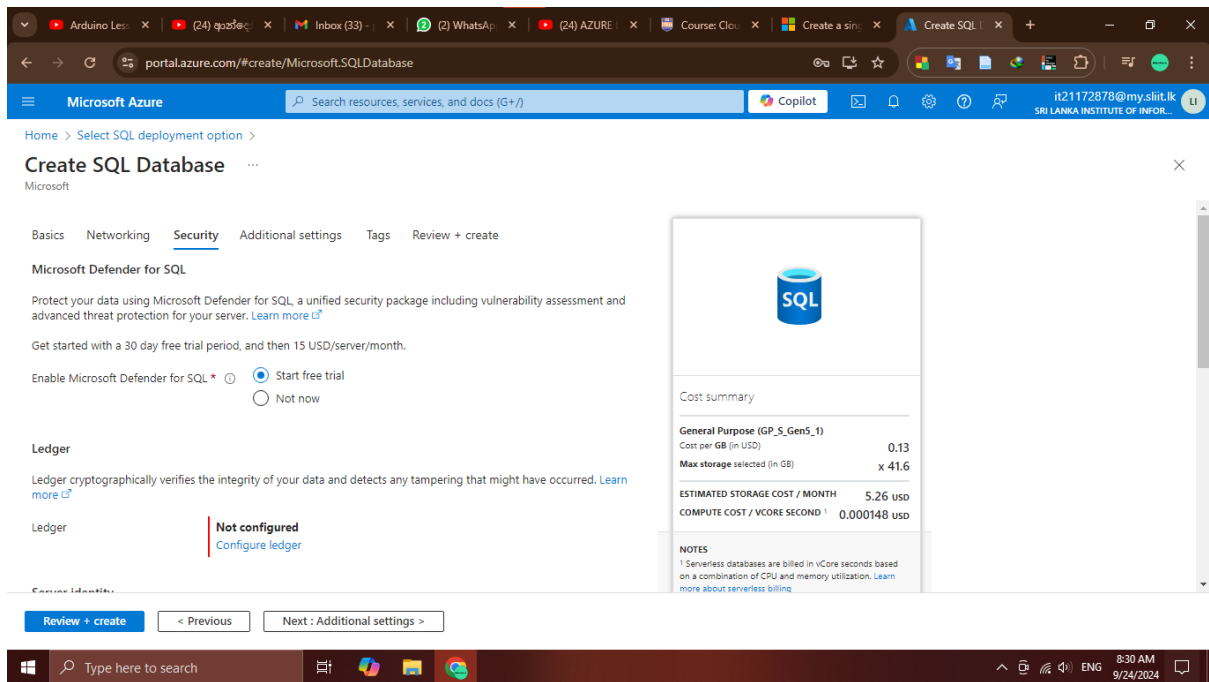 Arduino Less
(24) ආත්මෙ
Inbox (33) - p
(2) WhatsAp
(24) AZURE
Course: Clou
Create a sing
Create SQL D
portal.azure.com/#create/Microsoft.SQLDatabase
Microsoft Azure
Search resources, services, and docs (G+/)
Copilot
it21172878@my.sliit.lk
SRI LANKA INSTITUTE OF INFOR...
LI
Home > Select SQL deployment option >
Create SQL Database ...
Microsoft
Basics Networking Security Additional settings Tags Review + create
Microsoft Defender for SQL
Protect your data using Microsoft Defender for SQL, a unified security package including vulnerability assessment and
advanced threat protection for your server. Learn more
Get started with a 30 day free trial period, and then 15 USD/server/month.
Enable Microsoft Defender for SQL *
Start free trial
Not now
Ledger
Ledger cryptographically verifies the integrity of your data and detects any tampering that might have occurred. Learn
more
Ledger
Not configured
Configure ledger
Server identity
SQL
Cost summary
General Purpose (GP_S_Gen5_1)
Cost per GB (in USD) 0.13
Max storage selected (in GB) x 41.6
ESTIMATED STORAGE COST / MONTH 5.26 USD
COMPUTE COST / VCORE SECOND 1 0.000148 USD
NOTES
1 Serverless databases are billed in vCore seconds based
on a combination of CPU and memory utilization. Learn
more about serverless billing
Review + create
< Previous
Next : Additional settings >
Type here to search
ENG
8:30 AM
9/24/2024